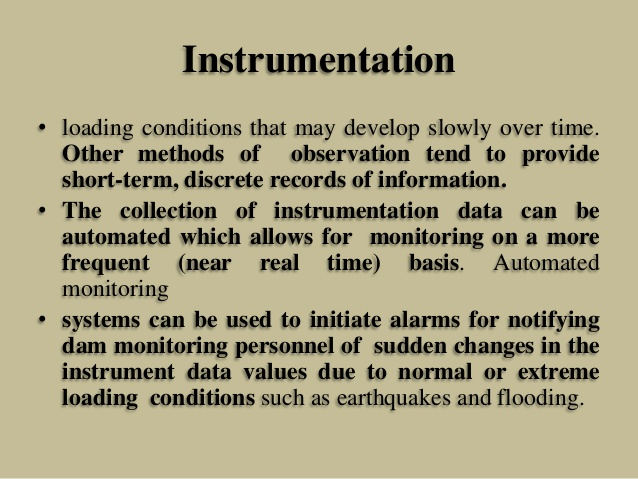 Instrumentation
• loading conditions that may develop slowly over time.
Other methods of observation tend to provide
short-term, discrete records of information.
• The collection of instrumentation data can be
automated which allows for monitoring on a more
frequent (near real time) basis. Automated
monitoring
• systems can be used to initiate alarms for notifying
dam monitoring personnel of sudden changes in the
instrument data values due to normal or extreme
loading conditions such as earthquakes and flooding.